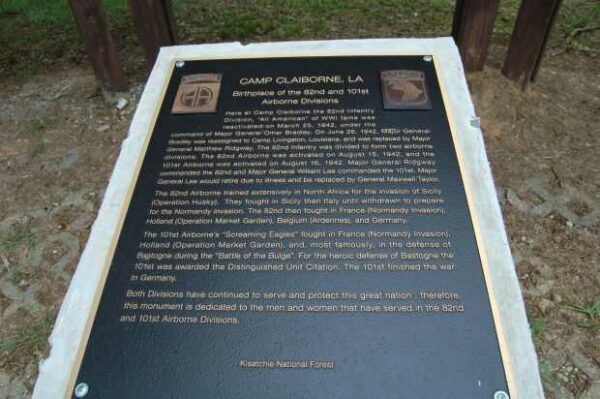 CAMP CLAIBORNE, LA
Birthplace of the 82nd and 101st
Airborne Divisions
Here at Camp Claiborne the 82nd Infantry
Division, "All American" of WWI fame was
reactivated on March 25, 1942, under the
command of Major General Omar Bradley. On June 26, 1942, Major General
Bradley was reassigned to Camp Livingston, Louisiana, and was replaced by Major
General Matthew Ridgway. The 82nd Infantry was divided to form two airborne
divisions. The 82nd Airborne was activated on August 15, 1942, and the
101st Airborne was activated on August 16, 1942. Major General Ridgway
commanded the 82nd and Major General William Lee commanded the 101st. Major
General Lee would retire due to illness and be replaced by General Maxwell Taylor.
The 82nd Airborne trained extensively in North Africa for the invasion of Sicily
(Operation Husky). They fought in Sicily then Italy until withdrawn to prepare
for the Normandy invasion. The 82nd then fought in France (Normandy Invasion),
Holland (Operation Market Garden), Belgium (Ardennes), and Germany.
The 101st Airborne's "Screaming Eagles" fought in France (Normandy Invasion),
Holland (Operation Market Garden), and, most famously, in the defense of
Bastogne during the "Battle of the Bulge". For the heroic defense of Bastogne the
101st was awarded the Distinguished Unit Citation. The 101st finished the war
in Germany.
Both Divisions have continued to serve and protect this great nation ; therefore,
this monument is dedicated to the men and women that have served in the 82nd
and 101st Airborne Divisions.
Kisatchie National Forest